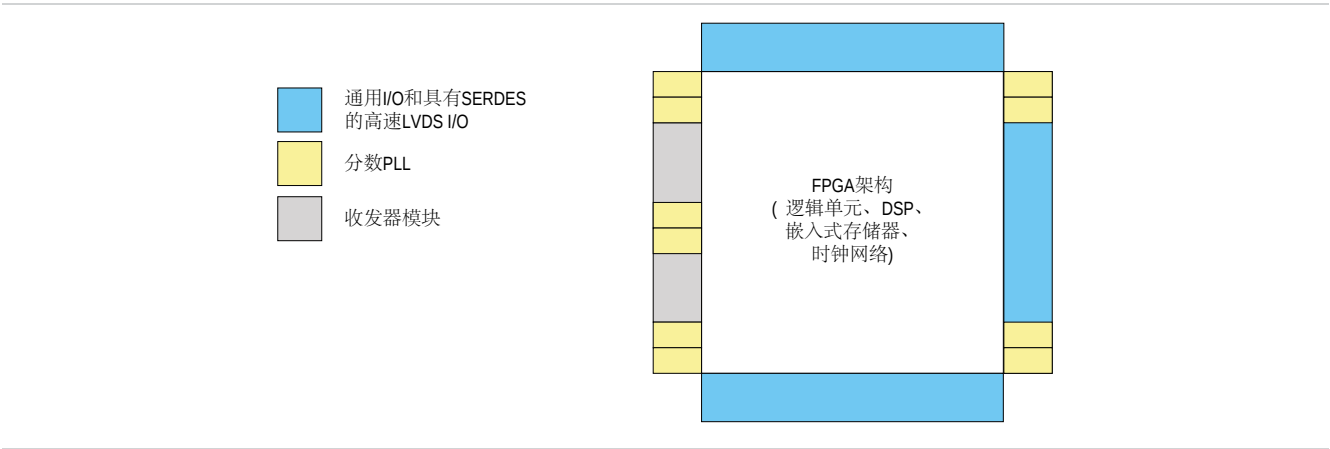 通用I/O和具有SERDES
的高速LVDS I/O
分数PLL
收发器模块
FPGA架构
( 逻辑单元、DSP、
嵌入式存储器、
时钟网络)